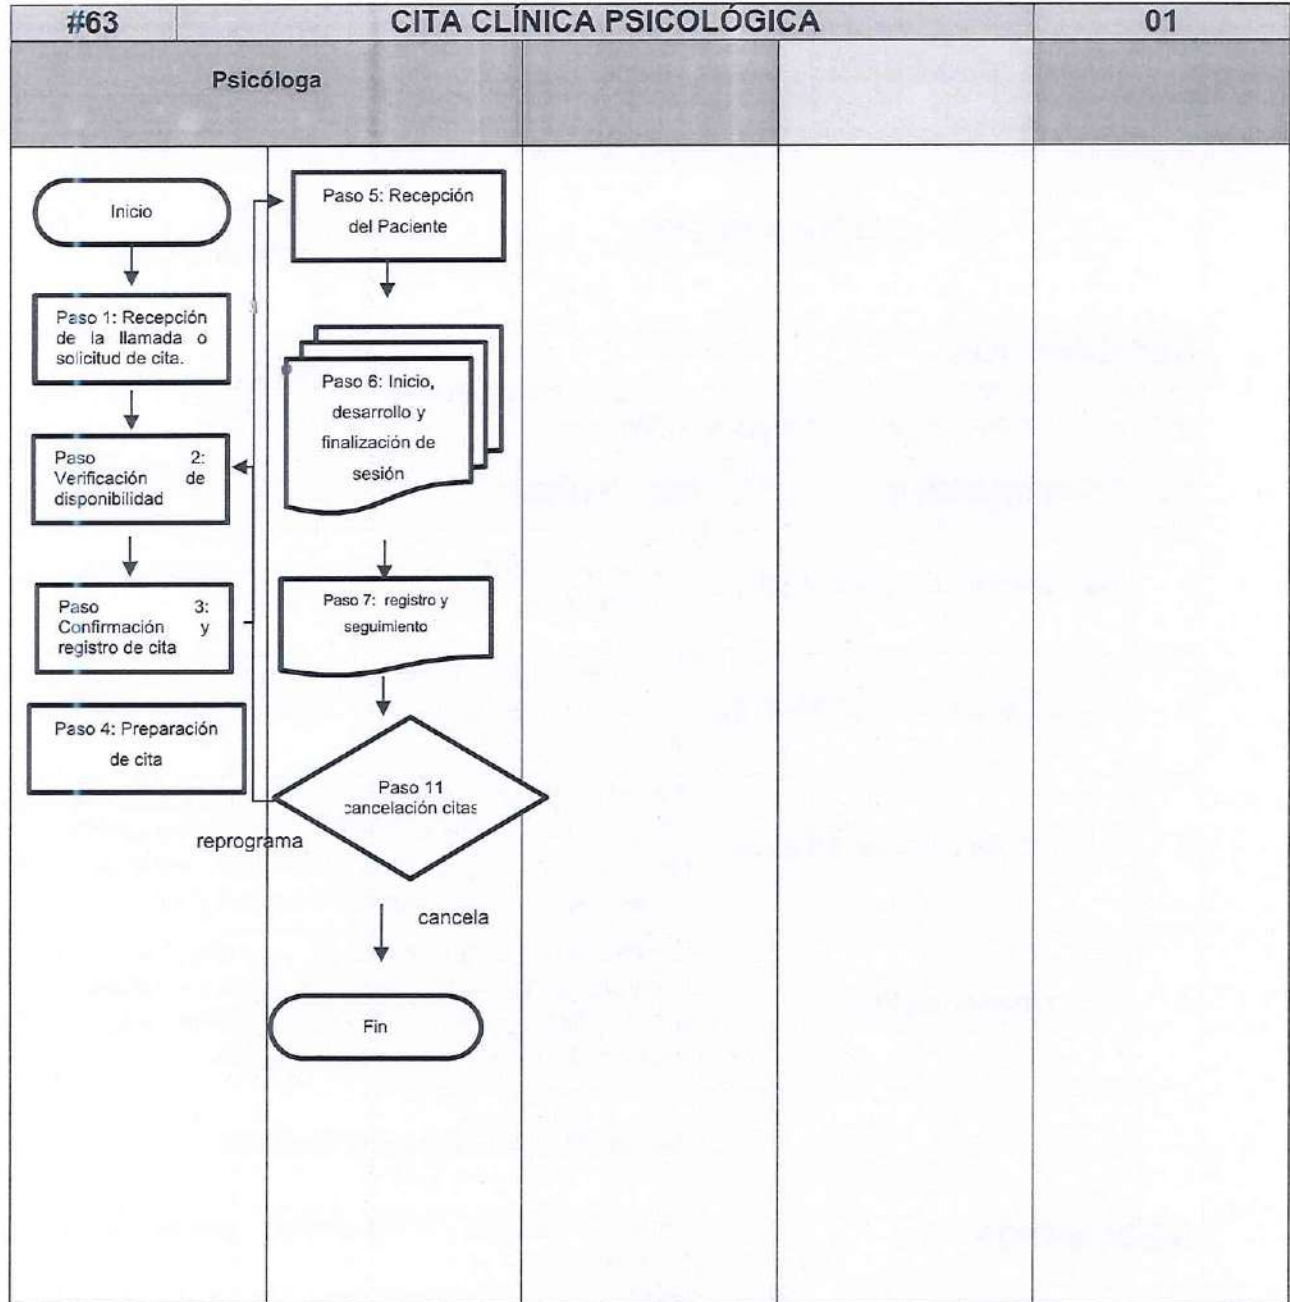 #63
CITA CLÍNICA PSICOLÓGICA
01
Psicóloga
Inicio
Paso 1: Recepción
de la llamada o
solicitud de cita.
Paso 2:
Verificación de
disponibilidad
Paso 3:
Confirmación y
registro de cita
Paso 4: Preparación
de cita
Paso 5: Recepción
del Paciente
Paso 6: Inicio,
desarrollo y
finalización de
sesión
Paso 7: registro y
seguimiento
Paso 11
cancelación citas
reprograma
cancela
Fin